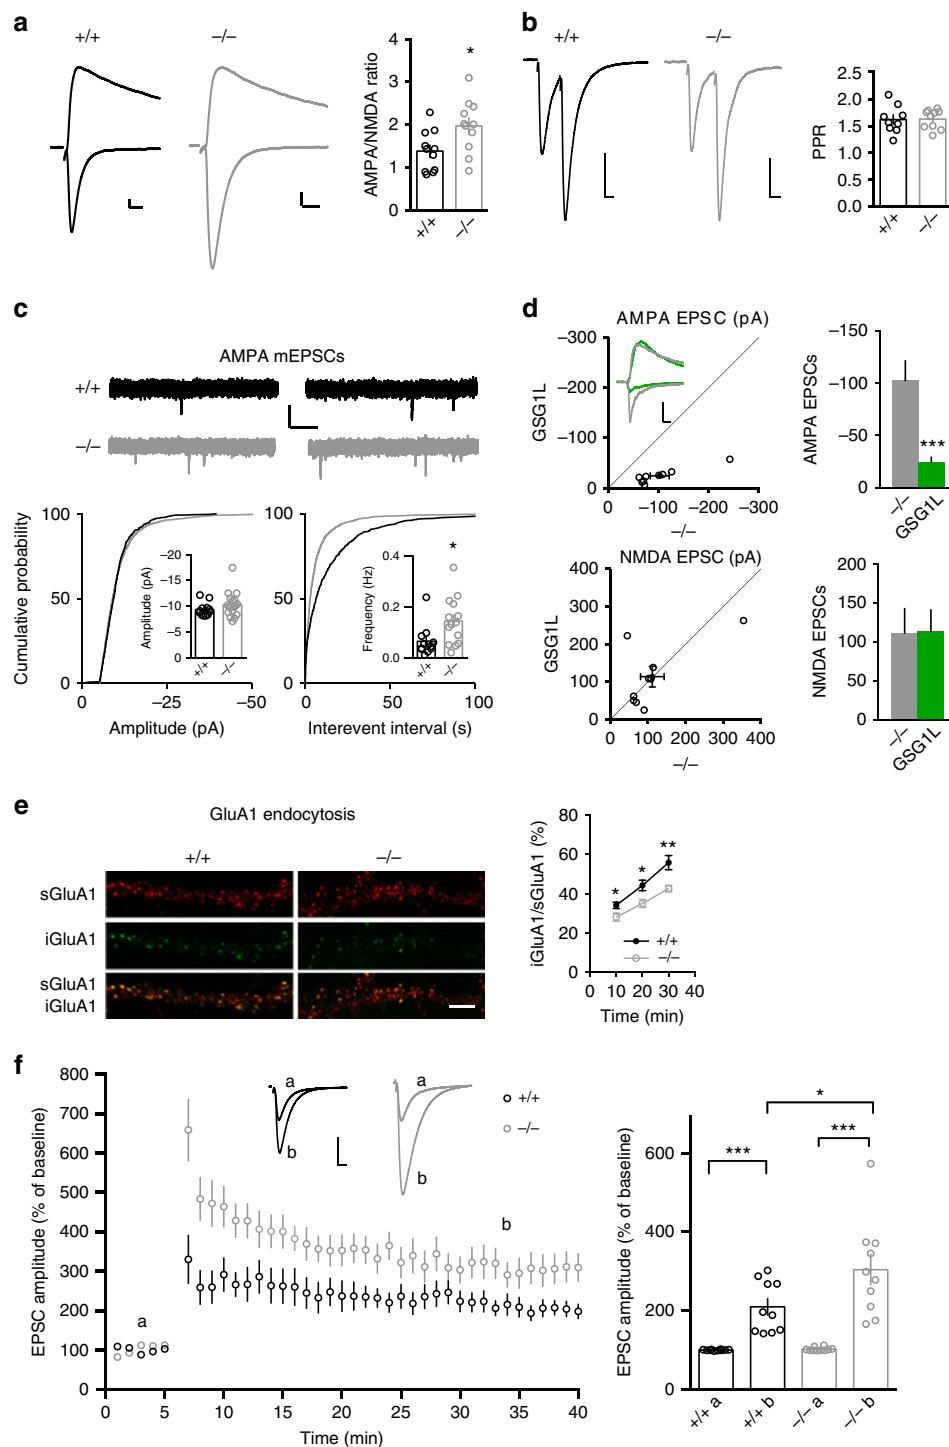 a
+/+
−/−
AMPA/NMDA ratio
4
3
2
1
0
*
+/+
−/−
b
+/+
−/−
PPR
2.5
2.0
1.5
1.0
0.5
0.0
+/+
−/−
c
AMPA mEPSCs
+/+
−/−
Cumulative probability
100
50
0
0
−25
−50
Amplitude (pA)
Amplitude (pA)
−20
−15
−10
−5
0
+/+
−/−
100
50
0
0
50
100
Interevent interval (s)
Frequency (Hz)
0.4
0.2
0.0
*
+/+
−/−
d
AMPA EPSC (pA)
GSG1L
−300
−200
−100
0
0
−100
−200
−300
−/−
AMPA EPSCs
−150
−100
−50
0
***
−/−
GSG1L
NMDA EPSC (pA)
GSG1L
400
300
200
100
0
0
100
200
300
400
−/−
NMDA EPSCs
200
150
100
50
0
−/−
GSG1L
e
GluA1 endocytosis
+/+
−/−
sGluA1
iGluA1
sGluA1
iGluA1
iGluA1/sGluA1 (%)
80
60
40
20
0
*
*
**
+/+
−/−
0
10
20
30
40
Time (min)
f
EPSC amplitude (% of baseline)
800
700
600
500
400
300
200
100
0
a
b
a
b
a
b
+/+
−/−
0
5
10
15
20
25
30
35
40
Time (min)
EPSC amplitude (% of baseline)
600
400
200
0
*
***
***
+/+ a
+/+ b
−/− a
−/− b